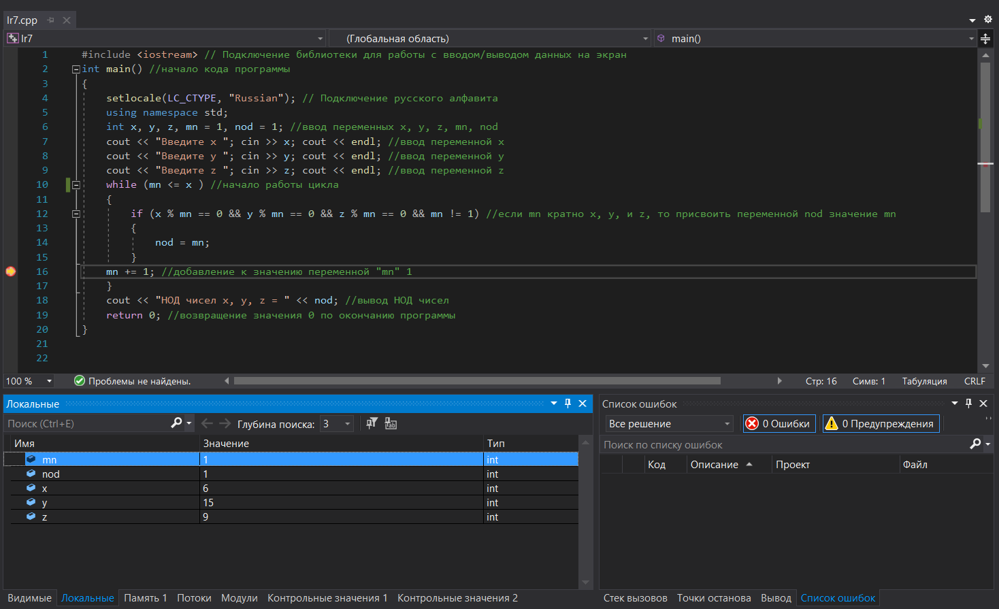 lr7.cpp
lr7 (Глобальная область) main()
1 #include <iostream> // Подключение библиотеки для работы с вводом/выводом данных на экран
2 int main() //начало кода программы
3 {
4 setlocale(LC_CTYPE, "Russian"); // Подключение русского алфавита
5 using namespace std;
6 int x, y, z, mn = 1, nod = 1; //ввод переменных x, y, z, mn, nod
7 cout << "Введите x "; cin >> x; cout << endl; //ввод переменной x
8 cout << "Введите y "; cin >> y; cout << endl; //ввод переменной y
9 cout << "Введите z "; cin >> z; cout << endl; //ввод переменной z
10 while (mn <= x ) //начало работы цикла
11 {
12 if (x % mn == 0 && y % mn == 0 && z % mn == 0 && mn != 1) //если mn кратно x, y, и z, то присвоить переменной nod значение mn
13 {
14 nod = mn;
15 }
16 mn += 1; //добавление к значению переменной "mn" 1
17 }
18 cout << "НОД чисел x, y, z = " << nod; //вывод НОД чисел
19 return 0; //возвращение значения 0 по окончанию программы
20 }
21
22
100 % Проблемы не найдены. Стр: 16 Симв: 1 Табуляция CRLF
Локальные
Поиск (Ctrl+E) Глубина поиска: 3
Имя Значение Тип
mn 1 int
nod 1 int
x 6 int
y 15 int
z 9 int
Видимые Локальные Память 1 Потоки Модули Контрольные значения 1 Контрольные значения 2
Список ошибок
Все решение 0 Ошибки 0 Предупреждения
Поиск по списку ошибок
Код Описание Проект Файл
Стек вызовов Точки останова Вывод Список ошибок